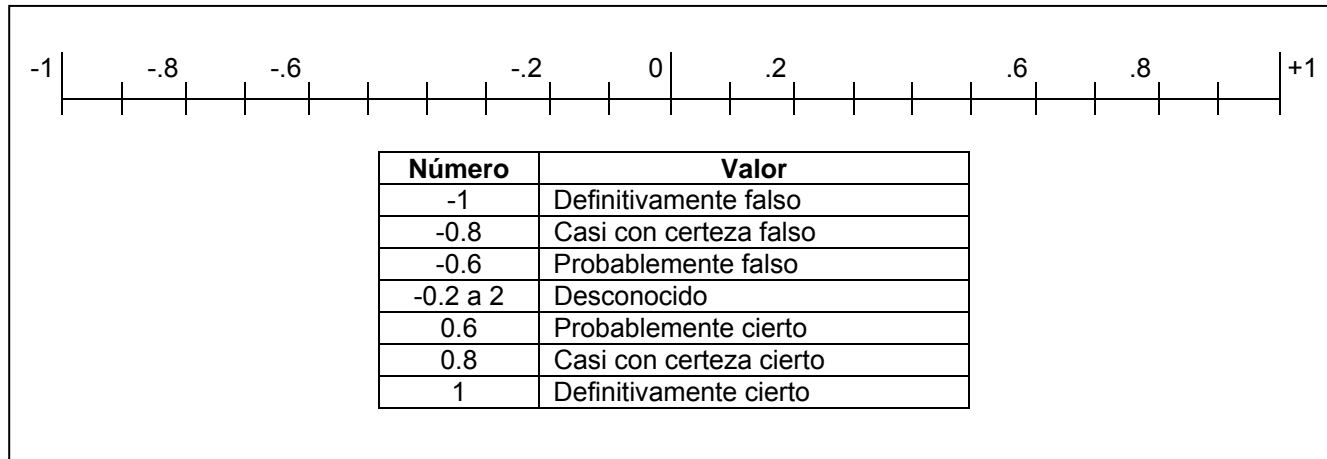 -1 -.8 -.6 -.2 0 .2 .6 .8 +1
Número Valor
-1 Definitivamente falso
-0.8 Casi con certeza falso
-0.6 Probablemente falso
-0.2 a 2 Desconocido
0.6 Probablemente cierto
0.8 Casi con certeza cierto
1 Definitivamente cierto